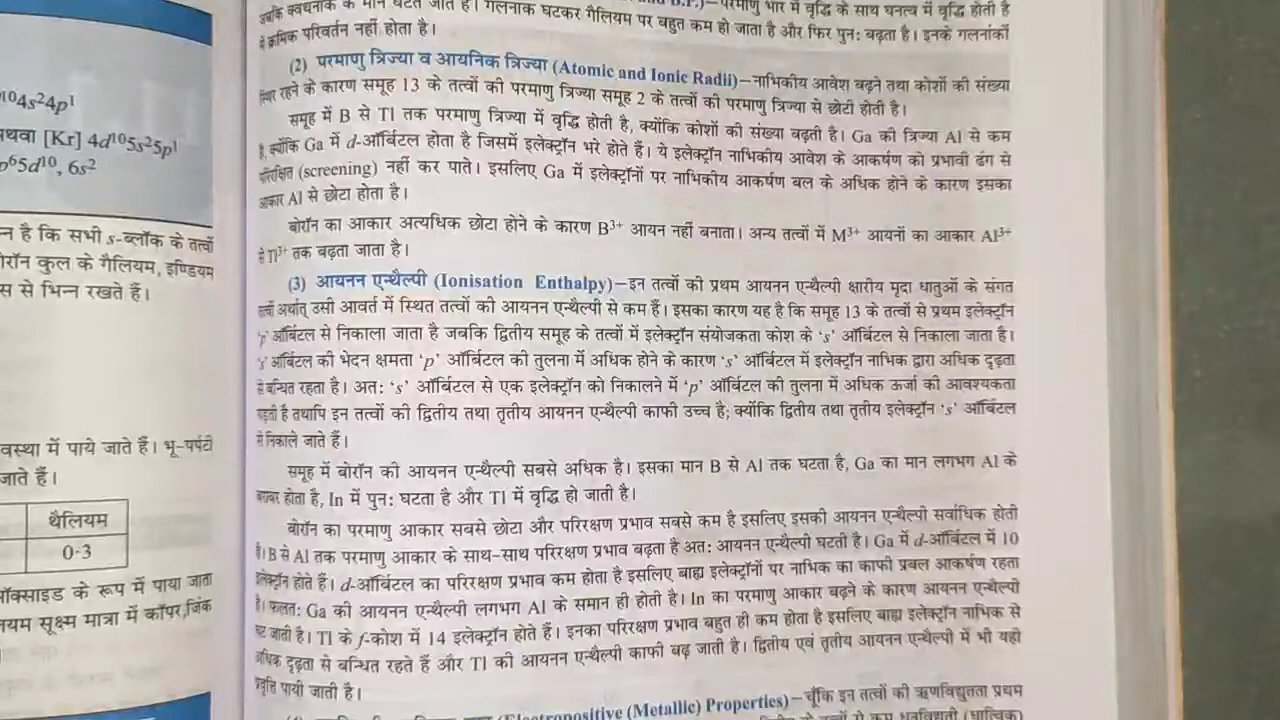 ¹⁰4s²4p¹
अथवा [Kr] 4d¹⁰5s²5p¹
p⁶5d¹⁰, 6s²
न है कि सभी s-ब्लॉक के तत्वों
बोरॉन कुल के गैलियम, इण्डियम
स से भिन्न रखते हैं।
वस्था में पाये जाते हैं। भू-पर्पटी
जाते हैं।
थैलियम
0·3
ऑक्साइड के रूप में पाया जाता
लियम सूक्ष्म मात्रा में कॉपर, जिंक
जबकि क्वथनांक के मान घटते जाते हैं। गलनांक घटकर गैलियम पर बहुत कम हो जाता है और फिर पुन: बढ़ता है। इनके गलनांकों
में क्रमिक परिवर्तन नहीं होता है।
(2) परमाणु त्रिज्या व आयनिक त्रिज्या (Atomic and Ionic Radii)—नाभिकीय आवेश बढ़ने तथा कोशों की संख्या
स्थिर रहने के कारण समूह 13 के तत्वों की परमाणु त्रिज्या समूह 2 के तत्वों की परमाणु त्रिज्या से छोटी होती है।
समूह में B से Tl तक परमाणु त्रिज्या में वृद्धि होती है, क्योंकि कोशों की संख्या बढ़ती है। Ga की त्रिज्या Al से कम
है, क्योंकि Ga में d-ऑर्बिटल होता है जिसमें इलेक्ट्रॉन भरे होते हैं। ये इलेक्ट्रॉन नाभिकीय आवेश के आकर्षण को प्रभावी ढंग से
परिरक्षित (screening) नहीं कर पाते। इसलिए Ga में इलेक्ट्रॉनों पर नाभिकीय आकर्षण बल के अधिक होने के कारण इसका
आकार Al से छोटा होता है।
बोरॉन का आकार अत्यधिक छोटा होने के कारण B³⁺ आयन नहीं बनाता। अन्य तत्वों में M³⁺ आयनों का आकार Al³⁺
से Tl³⁺ तक बढ़ता जाता है।
(3) आयनन एन्थैल्पी (Ionisation Enthalpy)—इन तत्वों की प्रथम आयनन एन्थैल्पी क्षारीय मृदा धातुओं के संगत
तत्वों अर्थात् उसी आवर्त में स्थित तत्वों की आयनन एन्थैल्पी से कम हैं। इसका कारण यह है कि समूह 13 के तत्वों से प्रथम इलेक्ट्रॉन
'p' ऑर्बिटल से निकाला जाता है जबकि द्वितीय समूह के तत्वों में इलेक्ट्रॉन संयोजकता कोश के 's' ऑर्बिटल से निकाला जाता है।
's' ऑर्बिटल की भेदन क्षमता 'p' ऑर्बिटल की तुलना में अधिक होने के कारण 's' ऑर्बिटल में इलेक्ट्रॉन नाभिक द्वारा अधिक दृढ़ता
से बन्धित रहता है। अत: 's' ऑर्बिटल से एक इलेक्ट्रॉन को निकालने में 'p' ऑर्बिटल की तुलना में अधिक ऊर्जा की आवश्यकता
पड़ती है तथापि इन तत्वों की द्वितीय तथा तृतीय आयनन एन्थैल्पी काफी उच्च है; क्योंकि द्वितीय तथा तृतीय इलेक्ट्रॉन 's' ऑर्बिटल
से निकाले जाते हैं।
समूह में बोरॉन की आयनन एन्थैल्पी सबसे अधिक है। इसका मान B से Al तक घटता है, Ga का मान लगभग Al के
बराबर होता है, In में पुन: घटता है और Tl में वृद्धि हो जाती है।
बोरॉन का परमाणु आकार सबसे छोटा और परिरक्षण प्रभाव सबसे कम है इसलिए इसकी आयनन एन्थैल्पी सर्वाधिक होती
है। B से Al तक परमाणु आकार के साथ-साथ परिरक्षण प्रभाव बढ़ता है अत: आयनन एन्थैल्पी घटती है। Ga में d-ऑर्बिटल में 10
इलेक्ट्रॉन होते हैं। d-ऑर्बिटल का परिरक्षण प्रभाव कम होता है इसलिए बाह्य इलेक्ट्रॉनों पर नाभिक का काफी प्रबल आकर्षण रहता
है। फलत: Ga की आयनन एन्थैल्पी लगभग Al के समान ही होती है। In का परमाणु आकार बढ़ने के कारण आयनन एन्थैल्पी
घट जाती है। Tl के f-कोश में 14 इलेक्ट्रॉन होते हैं। इनका परिरक्षण प्रभाव बहुत ही कम होता है इसलिए बाह्य इलेक्ट्रॉन नाभिक से
अधिक दृढ़ता से बन्धित रहते हैं और Tl की आयनन एन्थैल्पी काफी बढ़ जाती है। द्वितीय एवं तृतीय आयनन एन्थैल्पी में भी यही
प्रवृत्ति पायी जाती है।
(Electropositive (Metallic) Properties)—चूँकि इन तत्वों की ऋणविद्युतता प्रथम